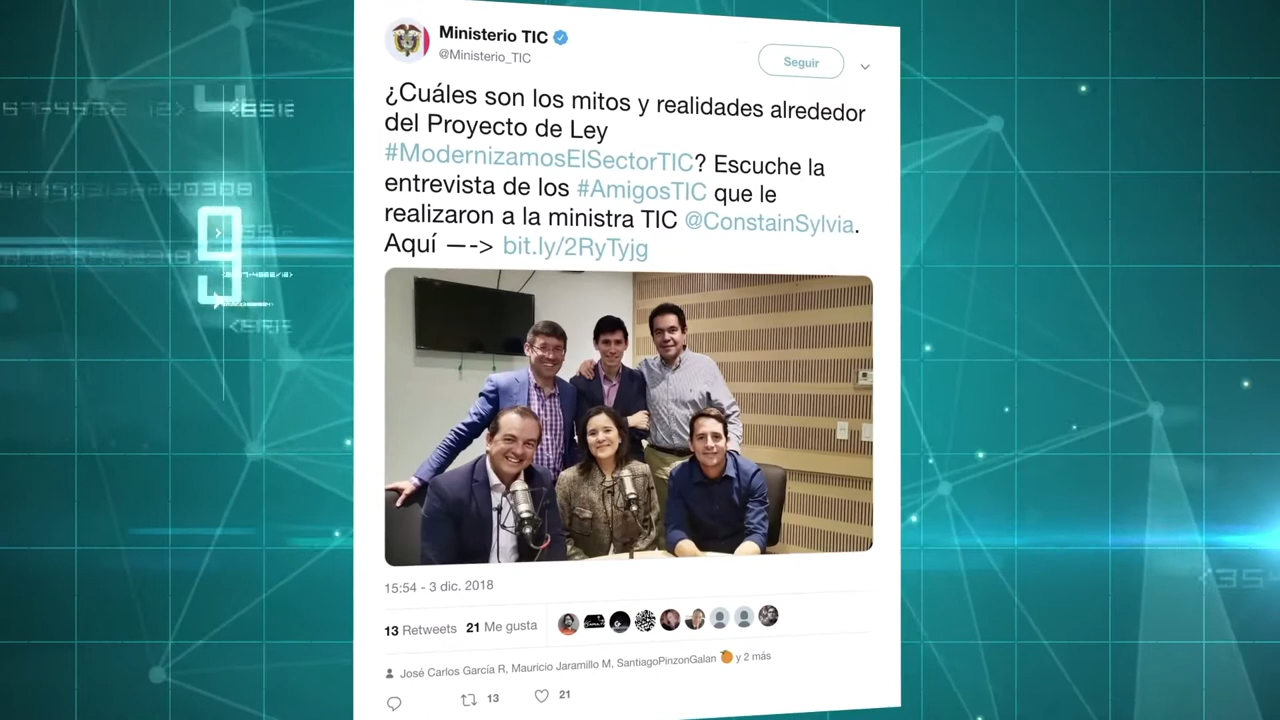 Ministerio TIC
@Ministerio_TIC
Seguir
¿Cuáles son los mitos y realidades alrededor
del Proyecto de Ley
#ModernizamosElSectorTIC? Escuche la
entrevista de los #AmigosTIC que le
realizaron a la ministra TIC @ConstainSylvia.
Aquí —-> bit.ly/2RyTyjg
15:54 - 3 dic. 2018
13 Retweets 21 Me gusta
José Carlos García R, Mauricio Jaramillo M, SantiagoPinzonGalan 🍊 y 2 más
13 21
9